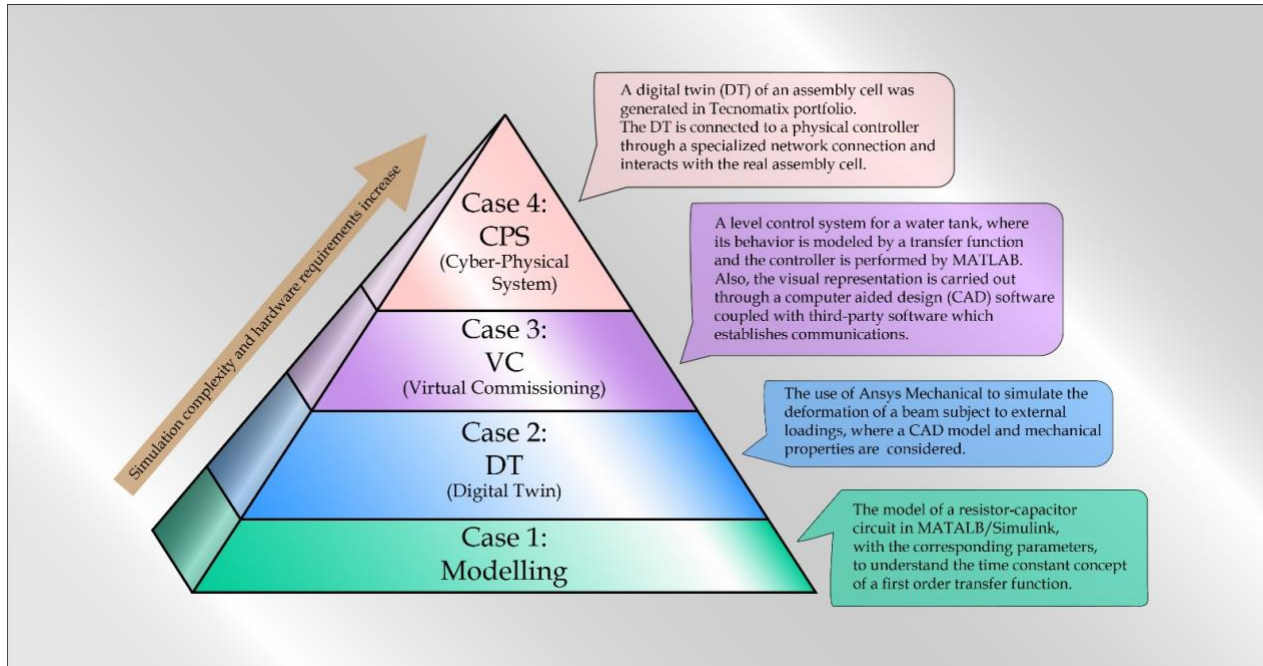 A digital twin (DT) of an assembly cell was
generated in Tecnomatix portfolio.
The DT is connected to a physical controller
through a specialized network connection and
interacts with the real assembly cell.
Simulation complexity and hardware requirements increase
Case 4:
CPS
(Cyber-Physical
System)
A level control system for a water tank, where
its behavior is modeled by a transfer function
and the controller is performed by MATLAB.
Also, the visual representation is carried out
through a computer aided design (CAD) software
coupled with third-party software which
establishes communications.
Case 3:
VC
(Virtual Commissioning)
The use of Ansys Mechanical to simulate the
deformation of a beam subject to external
loadings, where a CAD model and mechanical
properties are considered.
Case 2:
DT
(Digital Twin)
The model of a resistor-capacitor
circuit in MATALB/Simulink,
with the corresponding parameters,
to understand the time constant concept
of a first order transfer function.
Case 1:
Modelling